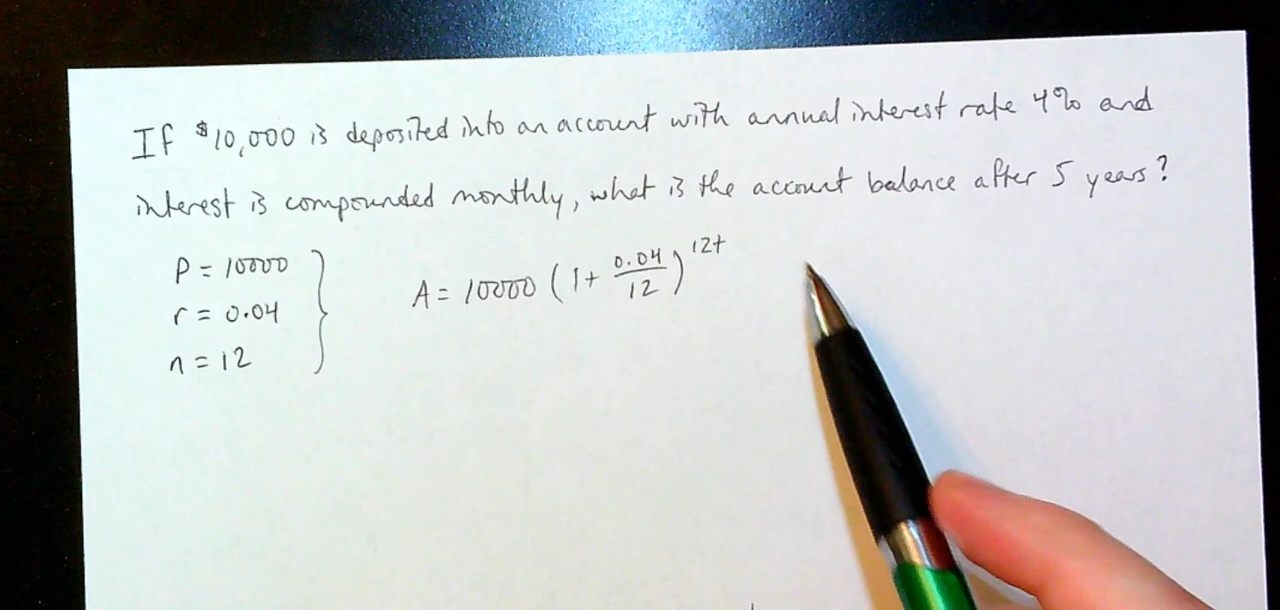 If $10,000 is deposited into an account with annual interest rate 4% and
interest is compounded monthly, what is the account balance after 5 years?
P = 10000
r = 0.04
n = 12
A = 10000 (1 + 0.04/12)^12t